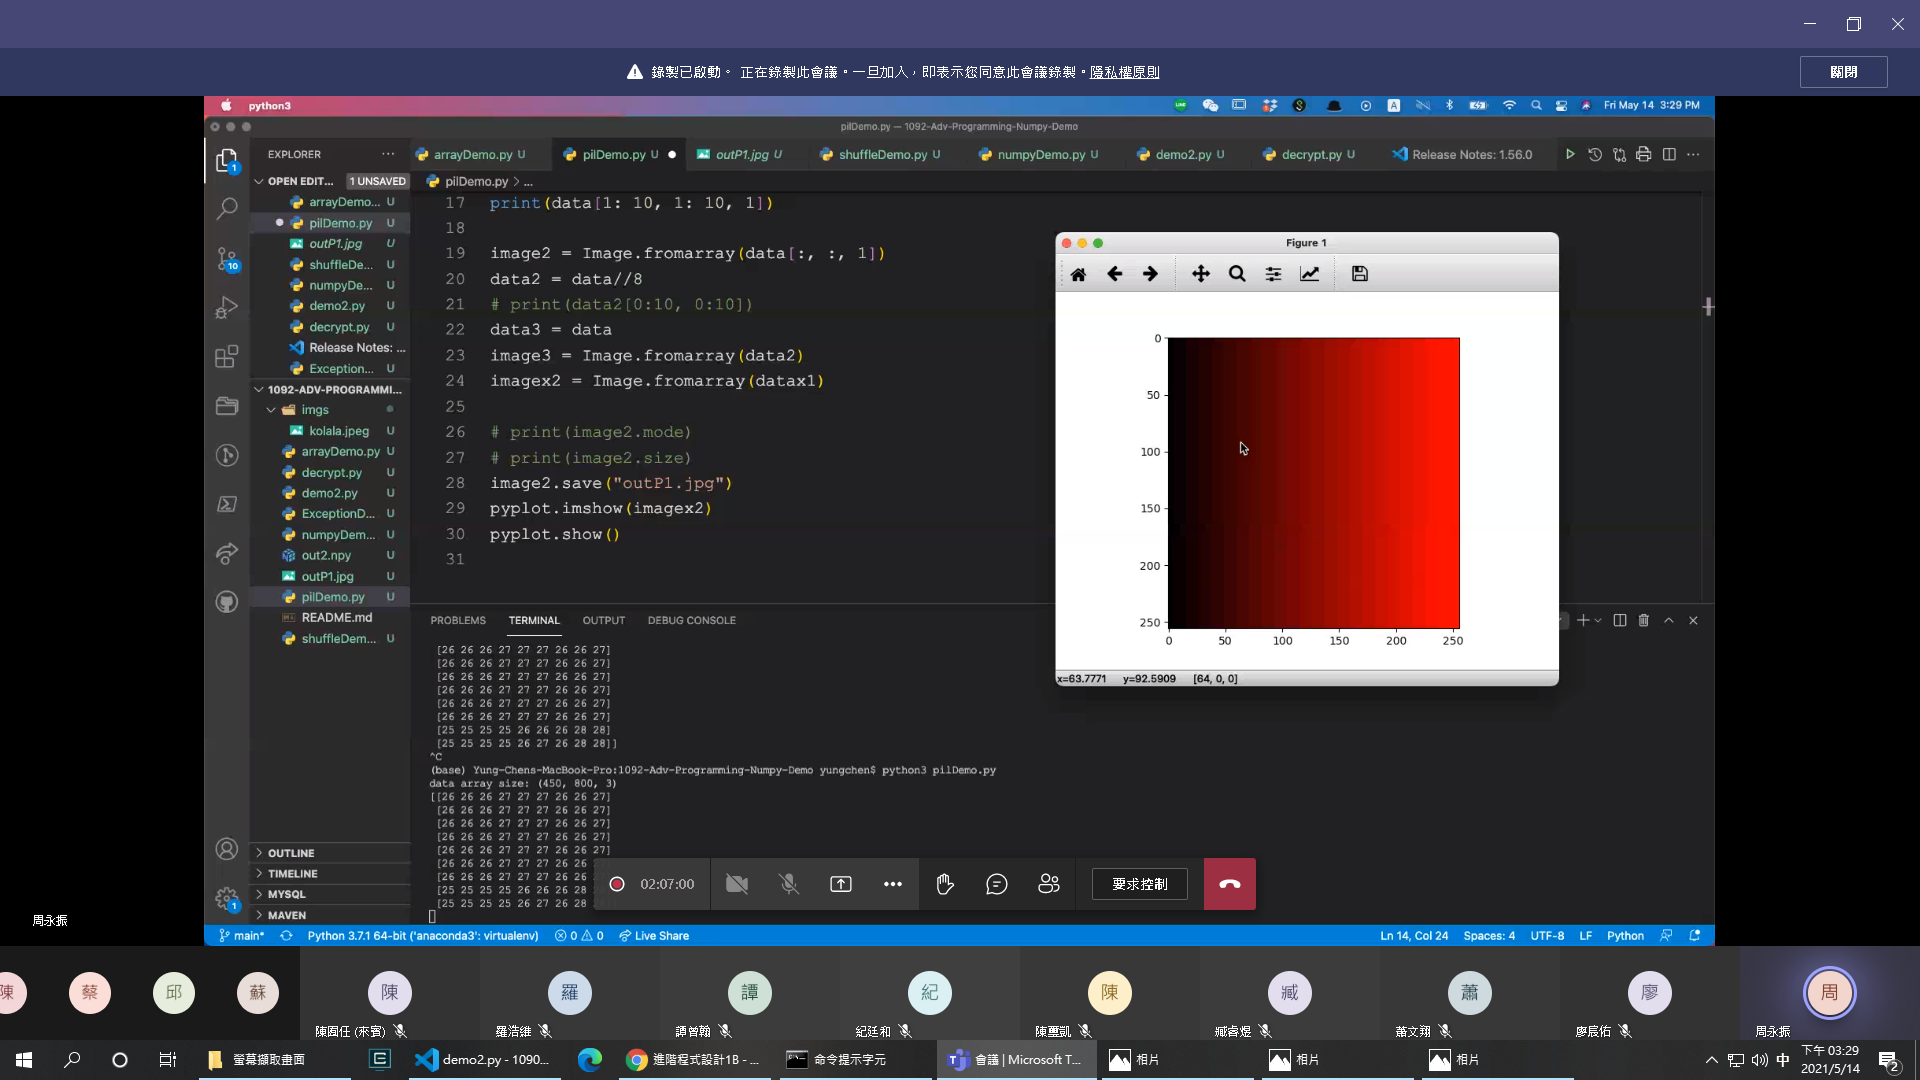 錄製已啟動。 正在錄製此會議。一旦加入，即表示您同意此會議錄製。隱私權原則
關閉
python3
Fri May 14 3:29 PM
pilDemo.py — 1092-Adv-Programming-Numpy-Demo
EXPLORER
arrayDemo.py U
pilDemo.py U
outP1.jpg U
shuffleDemo.py U
numpyDemo.py U
demo2.py U
decrypt.py U
Release Notes: 1.56.0
OPEN EDIT... 1 UNSAVED
arrayDemo... U
pilDemo.py U
outP1.jpg U
shuffleDe... U
numpyDe... U
demo2.py U
decrypt.py U
Release Notes: ...
Exception... U
1092-ADV-PROGRAMMI...
imgs
kolala.jpeg U
arrayDemo.py U
decrypt.py U
demo2.py U
ExceptionD... U
numpyDem... U
out2.npy U
outP1.jpg U
pilDemo.py U
README.md
shuffleDem... U
OUTLINE
TIMELINE
MYSQL
MAVEN
pilDemo.py > ...
17 print(data[1: 10, 1: 10, 1])
18
19 image2 = Image.fromarray(data[:, :, 1])
20 data2 = data//8
21 # print(data2[0:10, 0:10])
22 data3 = data
23 image3 = Image.fromarray(data2)
24 imagex2 = Image.fromarray(datax1)
25
26 # print(image2.mode)
27 # print(image2.size)
28 image2.save("outP1.jpg")
29 pyplot.imshow(imagex2)
30 pyplot.show()
31
Figure 1
0
50
100
150
200
250
0 50 100 150 200 250
x=63.7771 y=92.5909 [64, 0, 0]
PROBLEMS TERMINAL OUTPUT DEBUG CONSOLE
[26 26 26 27 27 27 26 26 27]
[26 26 26 27 27 27 26 26 27]
[26 26 26 27 27 27 26 26 27]
[26 26 26 27 27 27 26 26 27]
[26 26 26 27 27 27 26 26 27]
[26 26 26 27 27 27 26 26 27]
[25 25 25 25 26 26 26 28 28]
[25 25 25 25 26 27 26 28 28]]
^C
(base) Yung-Chens-MacBook-Pro:1092-Adv-Programming-Numpy-Demo yungchen$ python3 pilDemo.py
data array size: (450, 800, 3)
[[26 26 26 27 27 27 26 26 27]
[26 26 26 27 27 27 26 26 27]
[26 26 26 27 27 27 26 26 27]
[26 26 26 27 27 27 26 26 27]
[26 26 26 27 27 27 26 26 27]
[26 26 26 27 27 27 26
[26 26 26 27 27 27 26
[25 25 25 25 26 26 26 28
[25 25 25 25 26 27 26 28
02:07:00
要求控制
周永振
main* Python 3.7.1 64-bit ('anaconda3': virtualenv) 0 0 Live Share
Ln 14, Col 24 Spaces: 4 UTF-8 LF Python
陳 蔡 邱 蘇 陳 羅 譚 紀 陳 臧 蕭 廖 周
羅浩維
譚曾翰
紀廷和
臧睿煜
蕭文翔
廖宸佑
周永振
螢幕擷取畫面
demo2.py - 1090...
進階程式設計1B - ...
命令提示字元
會議 | Microsoft T...
相片
相片
相片
中
下午 03:29
2021/5/14
2